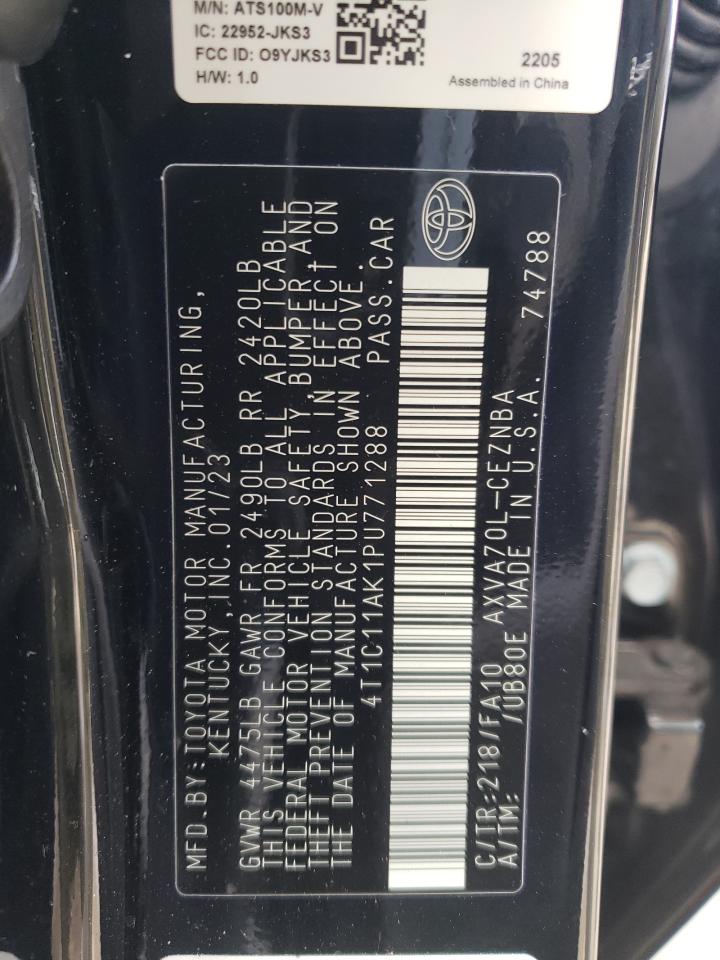 M/N: ATS100M-V
IC: 22952-JKS3
FCC ID: O9YJKS3
H/W: 1.0
2205
Assembled in China
MFD.BY:TOYOTA MOTOR MANUFACTURING,
KENTUCKY,INC.01/23
GVWR 4475LB GAWR FR 2490LB RR 2420LB
THIS VEHICLE CONFORMS TO ALL APPLICABLE
FEDERAL MOTOR VEHICLE SAFETY,BUMPER AND
THEFT PREVENTION STANDARDS IN EFFECT ON
THE DATE OF MANUFACTURE SHOWN ABOVE.
4T1C11AK1PU771288 PASS.CAR
C/TR:218/FA10 AXVA70L-CEZNBA
A/TM: /UB80E MADE IN U.S.A. 74788